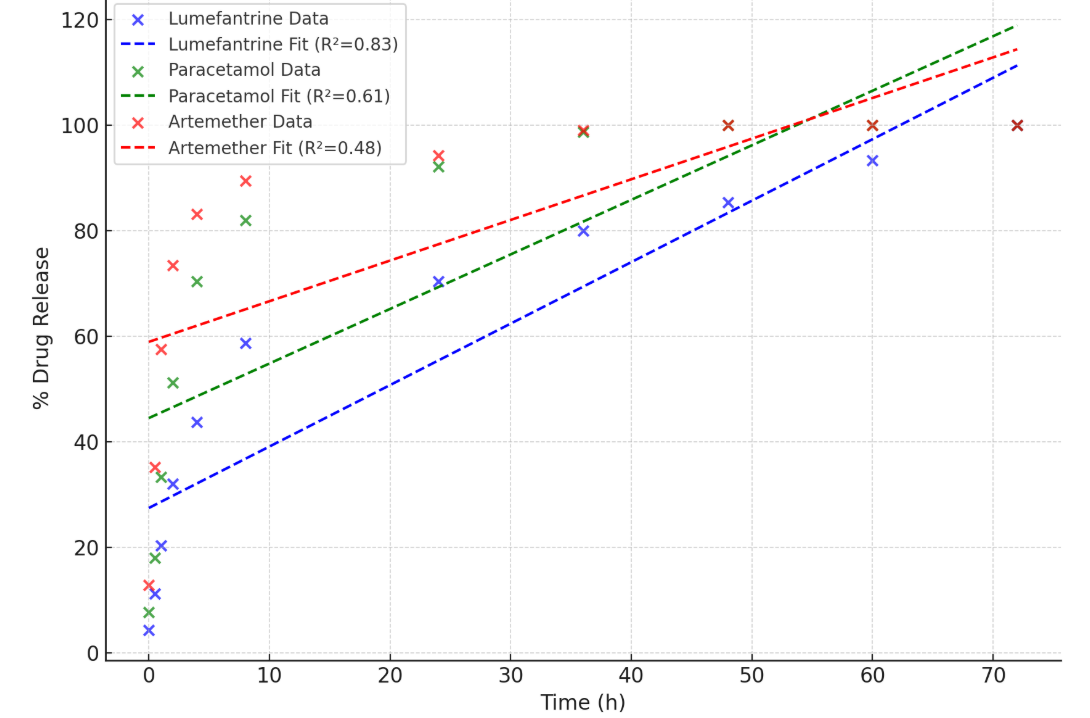 Lumefantrine Data
Lumefantrine Fit (R²=0.83)
Paracetamol Data
Paracetamol Fit (R²=0.61)
Artemether Data
Artemether Fit (R²=0.48)
120
100
80
60
40
20
0
% Drug Release
0 10 20 30 40 50 60 70
Time (h)